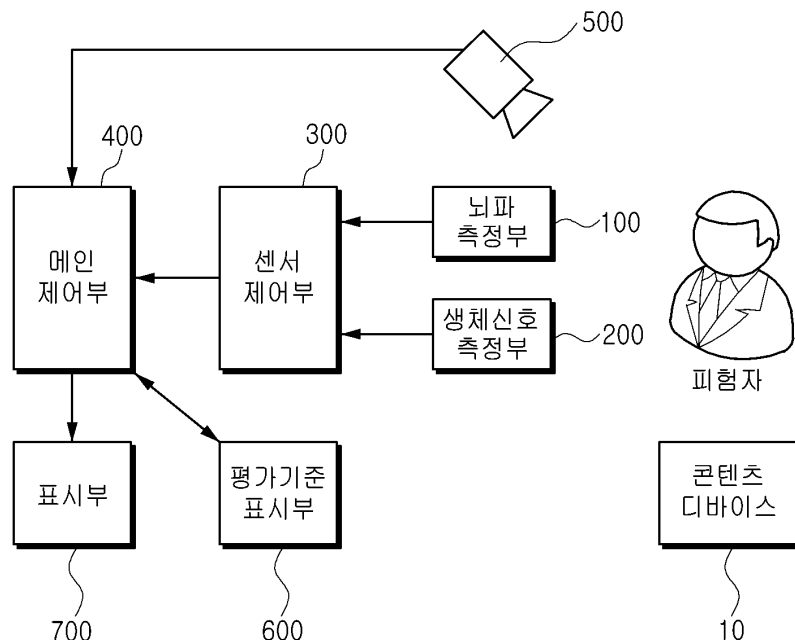 500
400
300
메인
제어부
센서
제어부
뇌파
측정부
100
생체신호
측정부
200
피험자
표시부
평가기준
표시부
콘텐츠
디바이스
700
600
10